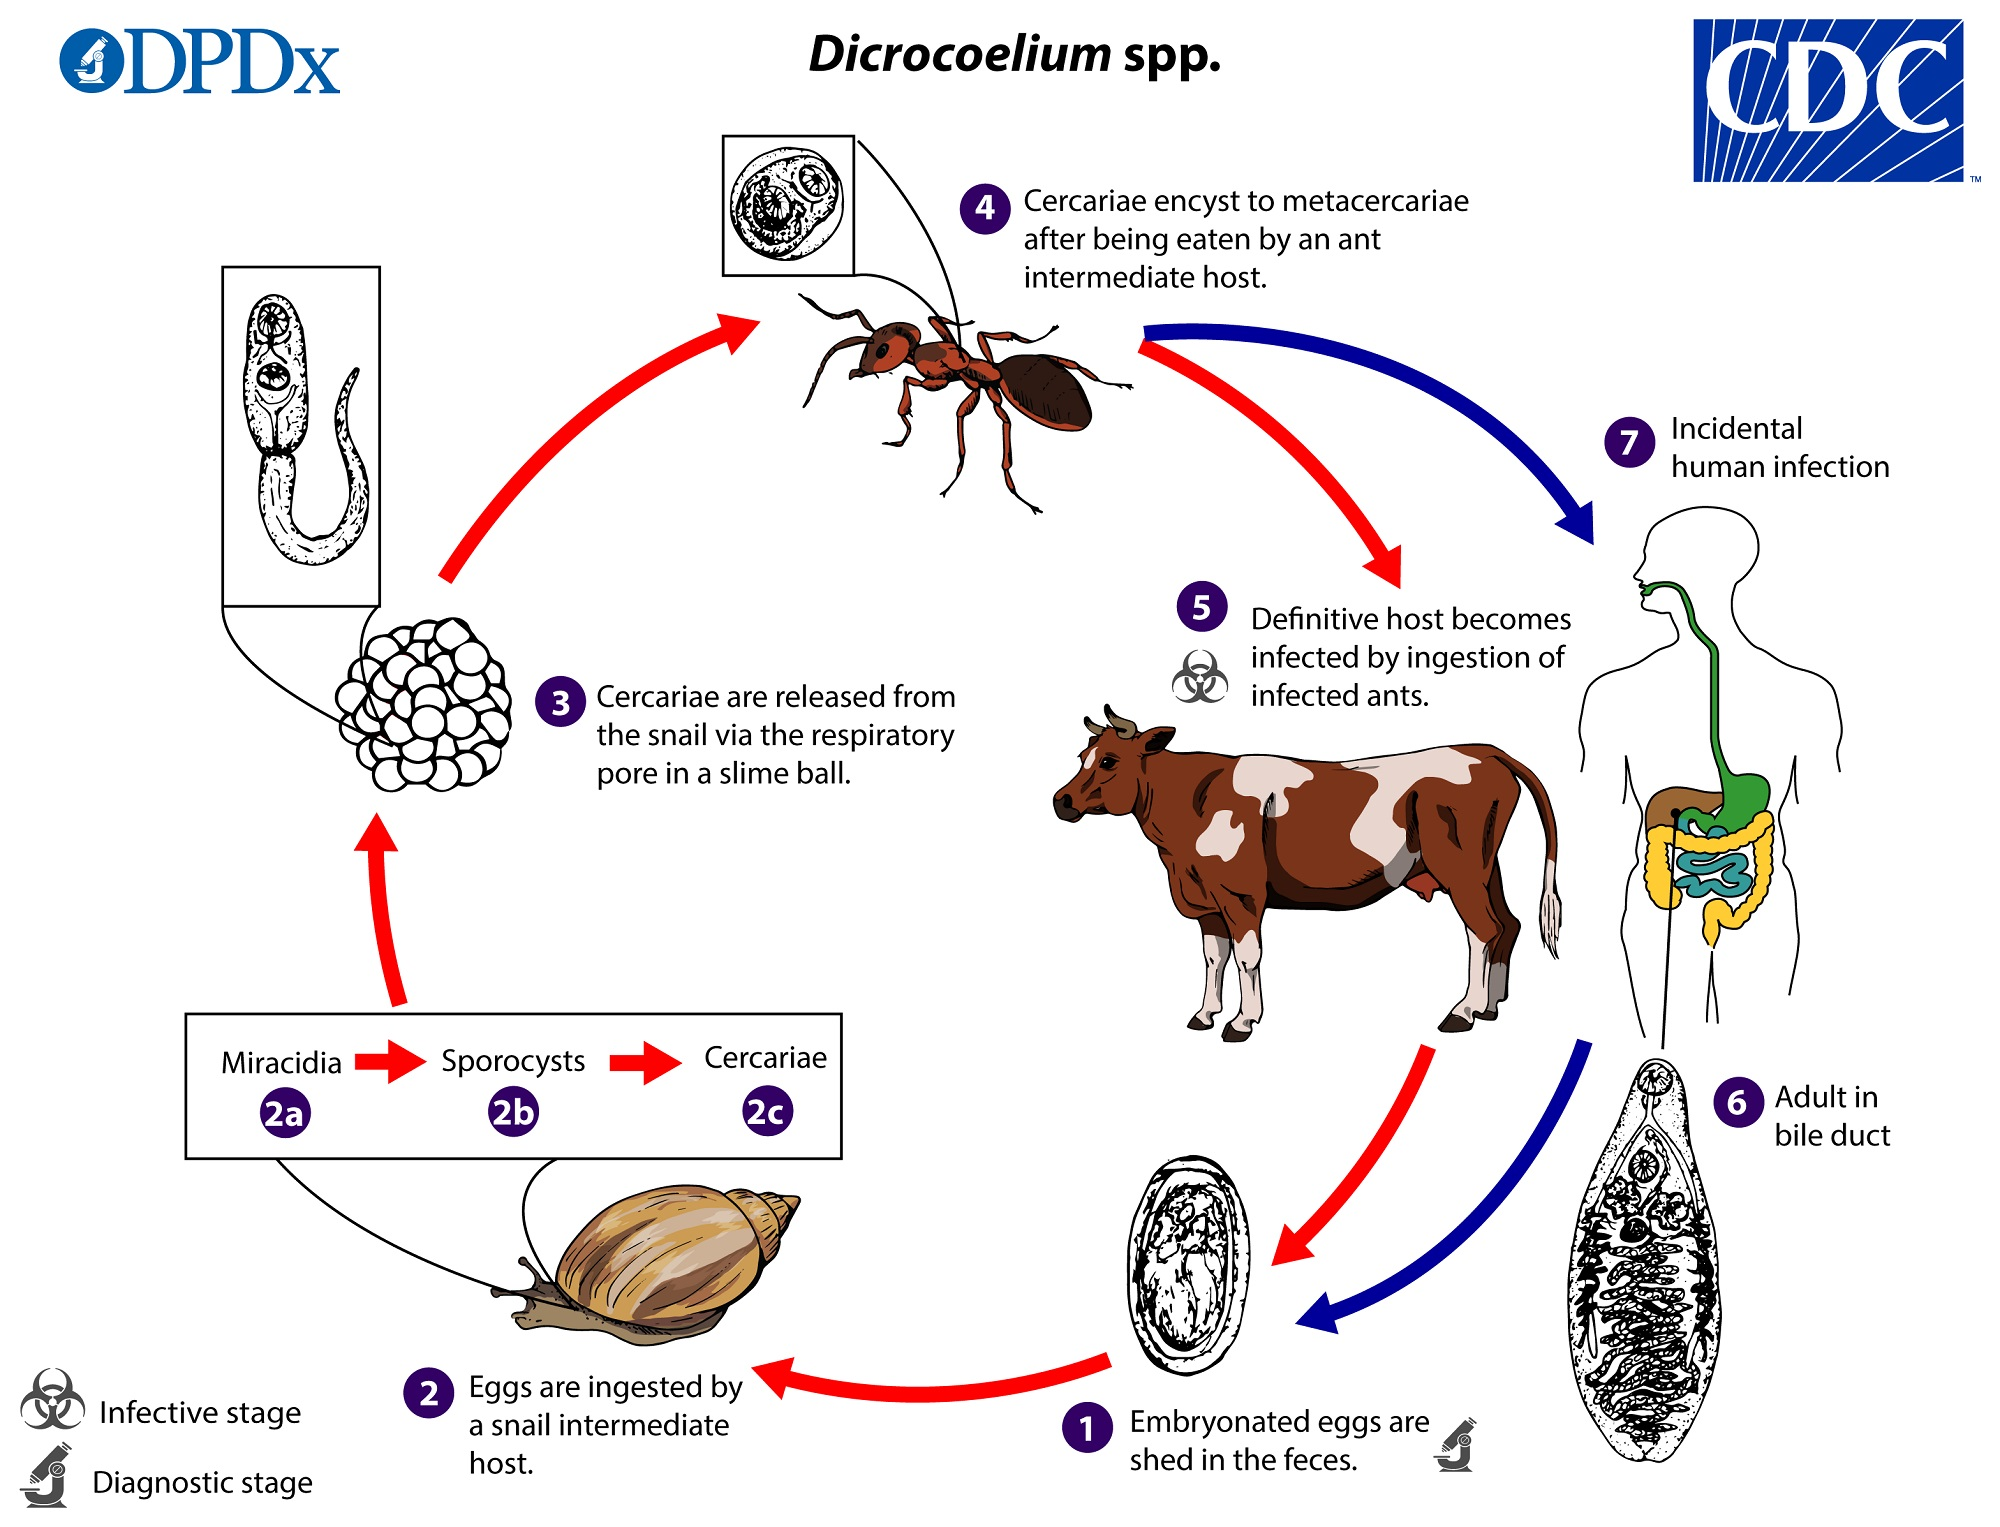 DPDx
Dicrocoelium spp.
CDC
TM
4
Cercariae encyst to metacercariae
after being eaten by an ant
intermediate host.
7
Incidental
human infection
5
Definitive host becomes
infected by ingestion of
infected ants.
3
Cercariae are released from
the snail via the respiratory
pore in a slime ball.
Miracidia
Sporocysts
Cercariae
2a
2b
2c
6
Adult in
bile duct
2
Eggs are ingested by
a snail intermediate
host.
1
Embryonated eggs are
shed in the feces.
Infective stage
Diagnostic stage